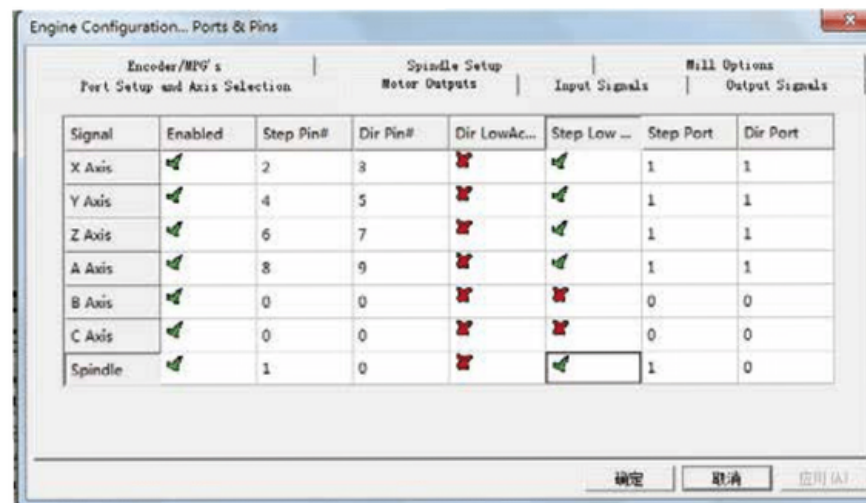 Engine Configuration... Ports & Pins
Encoder/MPG's Spindle Setup Mill Options
Port Setup and Axis Selection Motor Outputs Input Signals Output Signals
Signal Enabled Step Pin# Dir Pin# Dir LowAc... Step Low ... Step Port Dir Port
X Axis 2 3 1 1
Y Axis 4 5 1 1
Z Axis 6 7 1 1
A Axis 8 9 1 1
B Axis 0 0 0 0
C Axis 0 0 0 0
Spindle 1 0 1 0
确定 取消 应用(A)